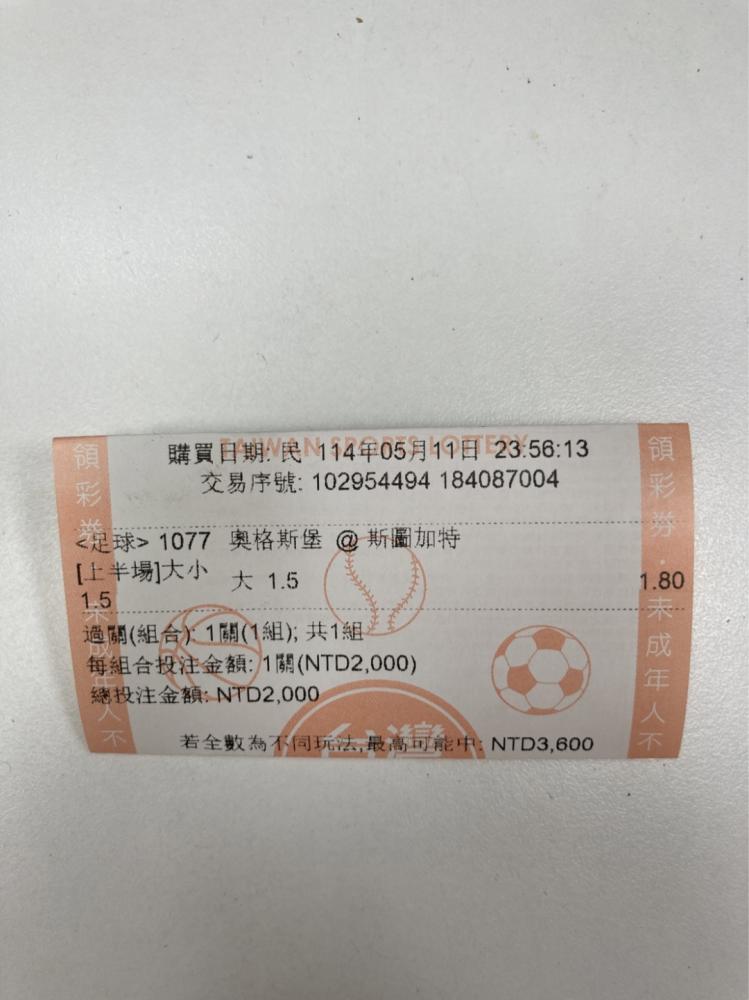 TAIWAN SPORTS LOTTERY
購買日期: 民 114年05月11日 23:56:13
交易序號: 102954494 184087004
<足球> 1077 奧格斯堡 @ 斯圖加特
[上半場]大小
1.5
大 1.5
1.80
過關(組合): 1關(1組); 共1組
每組合投注金額: 1關(NTD2,000)
總投注金額: NTD2,000
若全數為不同玩法,最高可能中: NTD3,600
台灣
領彩券·未成年人不
領彩券·未成年人不